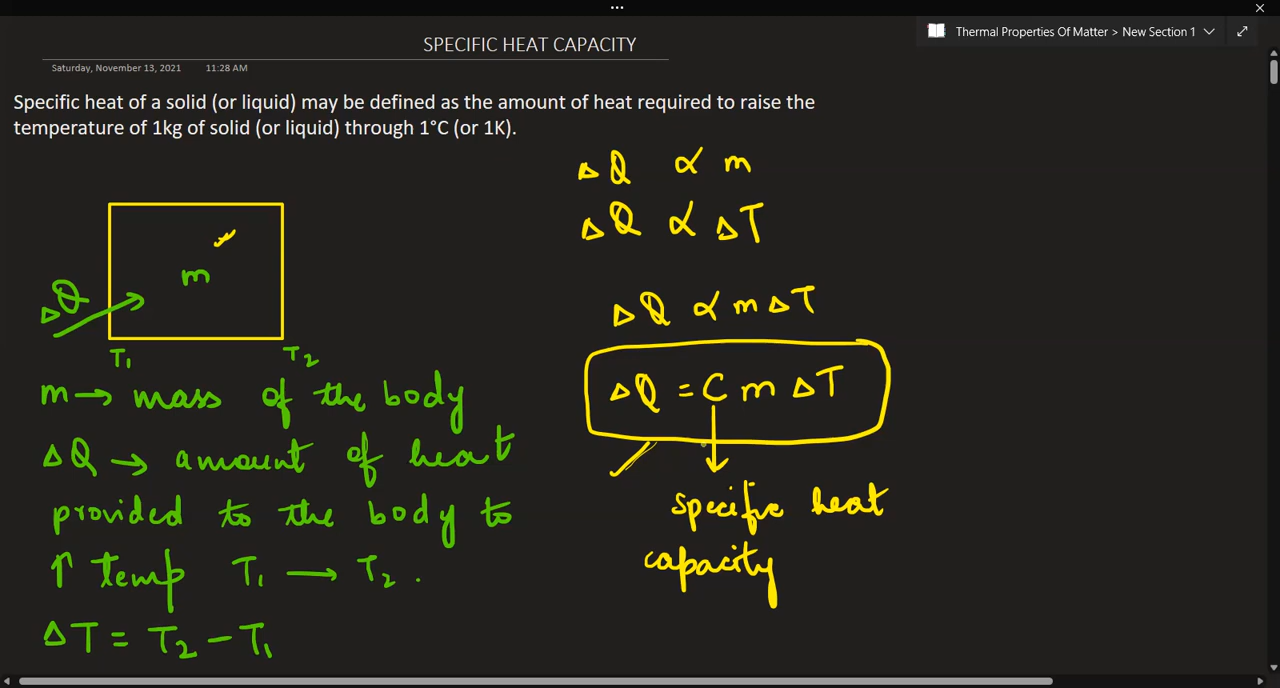 Thermal Properties Of Matter > New Section 1
SPECIFIC HEAT CAPACITY
Saturday, November 13, 2021 11:28 AM
Specific heat of a solid (or liquid) may be defined as the amount of heat required to raise the
temperature of 1kg of solid (or liquid) through 1°C (or 1K).
m
ΔQ
T₁ T₂
m → mass of the body
ΔQ → amount of heat
provided to the body to
↑ temp T₁ → T₂.
ΔT = T₂ - T₁
ΔQ ∝ m
ΔQ ∝ ΔT
ΔQ ∝ m ΔT
ΔQ = C m ΔT
specific heat
capacity